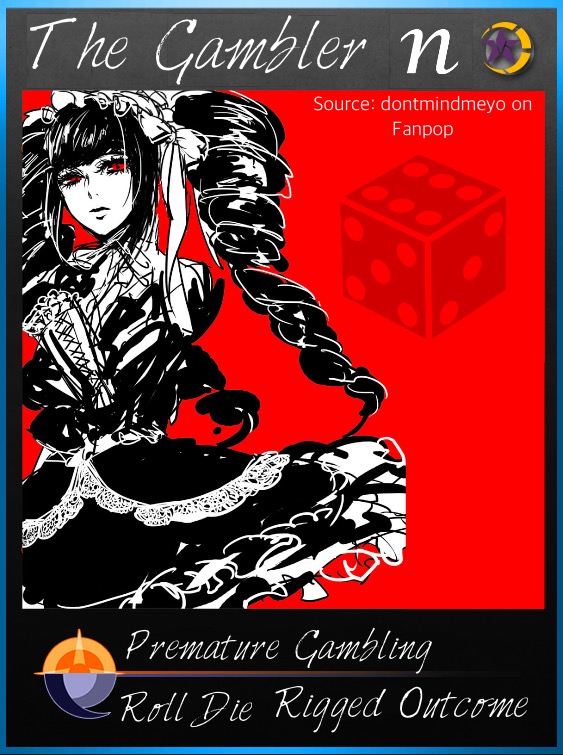 The Gambler n
Source: dontmindmeyo on
Fanpop
Premature Gambling
Roll Die Rigged Outcome